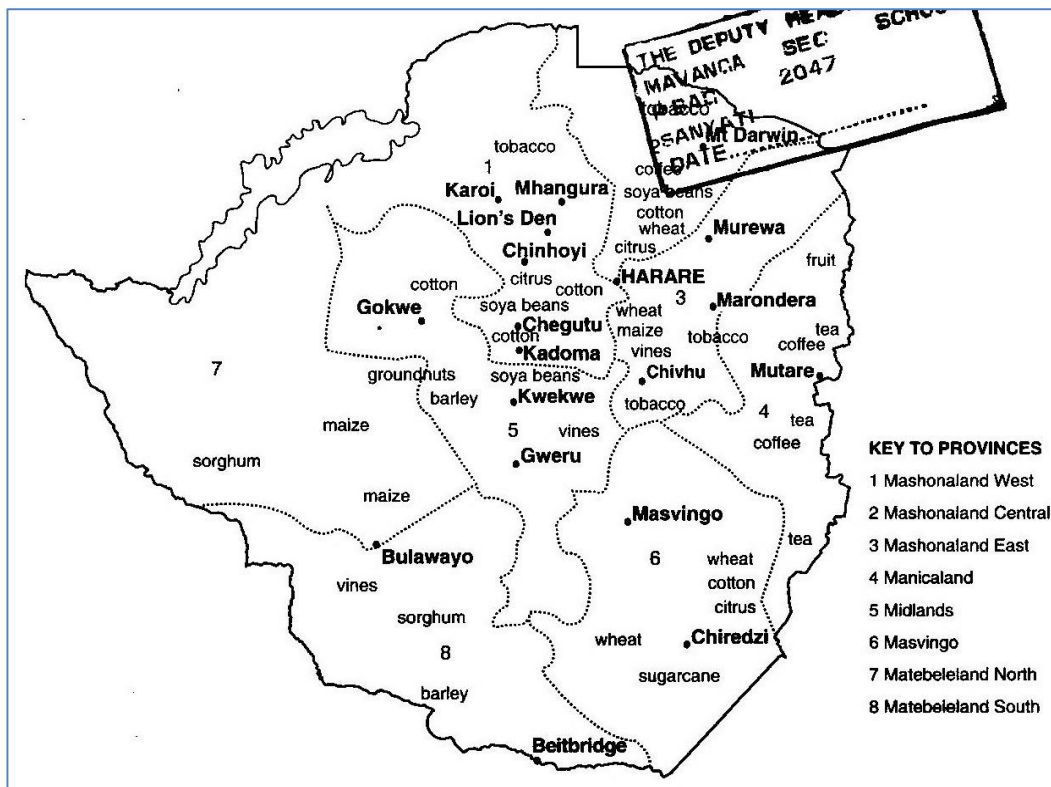 THE DEPUTY HEA
SEC SCHOO
MAVANGA
2047
P BAG
SANYATI
DATE
tobacco
Mt Darwin
coffee
soya beans
cotton
wheat
citrus
tobacco
1
Karoi
Mhangura
Lion's Den
Chinhoyi
citrus
cotton
soya beans
Chegutu
cotton
Kadoma
Murewa
HARARE
3
wheat
maize
vines
Marondera
tobacco
Chivhu
tobacco
fruit
tea
coffee
Mutare
4
tea
coffee
tea
cotton
Gokwe
groundnuts
barley
soya beans
Kwekwe
5
vines
Gweru
7
maize
sorghum
maize
Bulawayo
vines
sorghum
8
barley
Beitbridge
Masvingo
6
wheat
cotton
citrus
wheat
Chiredzi
sugarcane
KEY TO PROVINCES
1 Mashonaland West
2 Mashonaland Central
3 Mashonaland East
4 Manicaland
5 Midlands
6 Masvingo
7 Matebeleland North
8 Matebeleland South